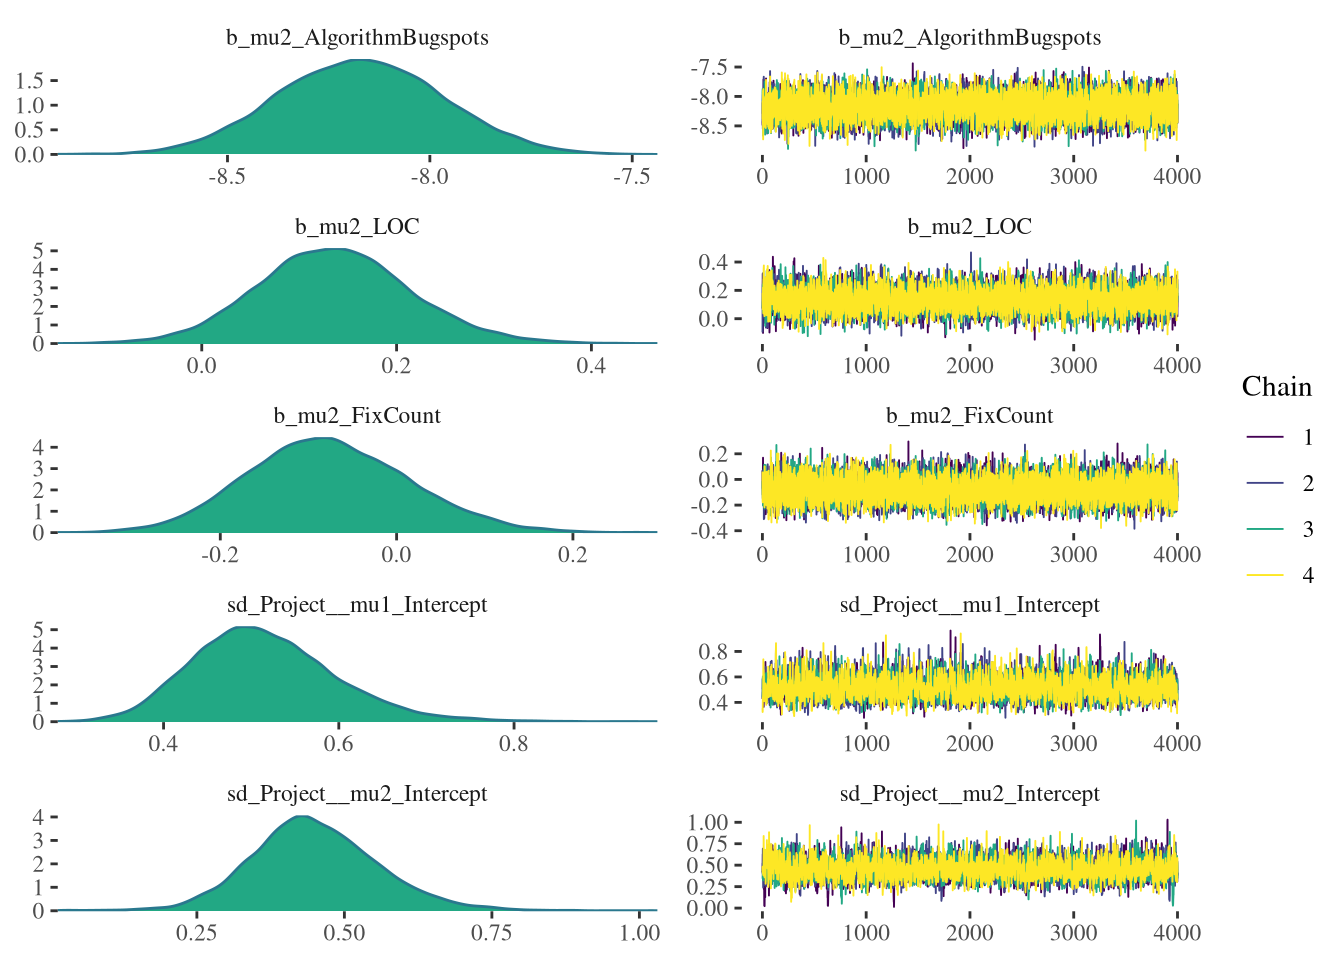 b_mu2_AlgorithmBugspots
1.5
1.0
0.5
0.0
-8.5 -8.0 -7.5
b_mu2_AlgorithmBugspots
-7.5
-8.0
-8.5
0 1000 2000 3000 4000
b_mu2_LOC
5
4
3
2
1
0
0.0 0.2 0.4
b_mu2_LOC
0.4
0.2
0.0
0 1000 2000 3000 4000
b_mu2_FixCount
4
3
2
1
0
-0.2 0.0 0.2
b_mu2_FixCount
0.2
0.0
-0.2
-0.4
0 1000 2000 3000 4000
sd_Project__mu1_Intercept
5
4
3
2
1
0
0.4 0.6 0.8
sd_Project__mu1_Intercept
0.8
0.6
0.4
0 1000 2000 3000 4000
sd_Project__mu2_Intercept
4
3
2
1
0
0.25 0.50 0.75 1.00
sd_Project__mu2_Intercept
1.00
0.75
0.50
0.25
0.00
0 1000 2000 3000 4000
Chain
1
2
3
4